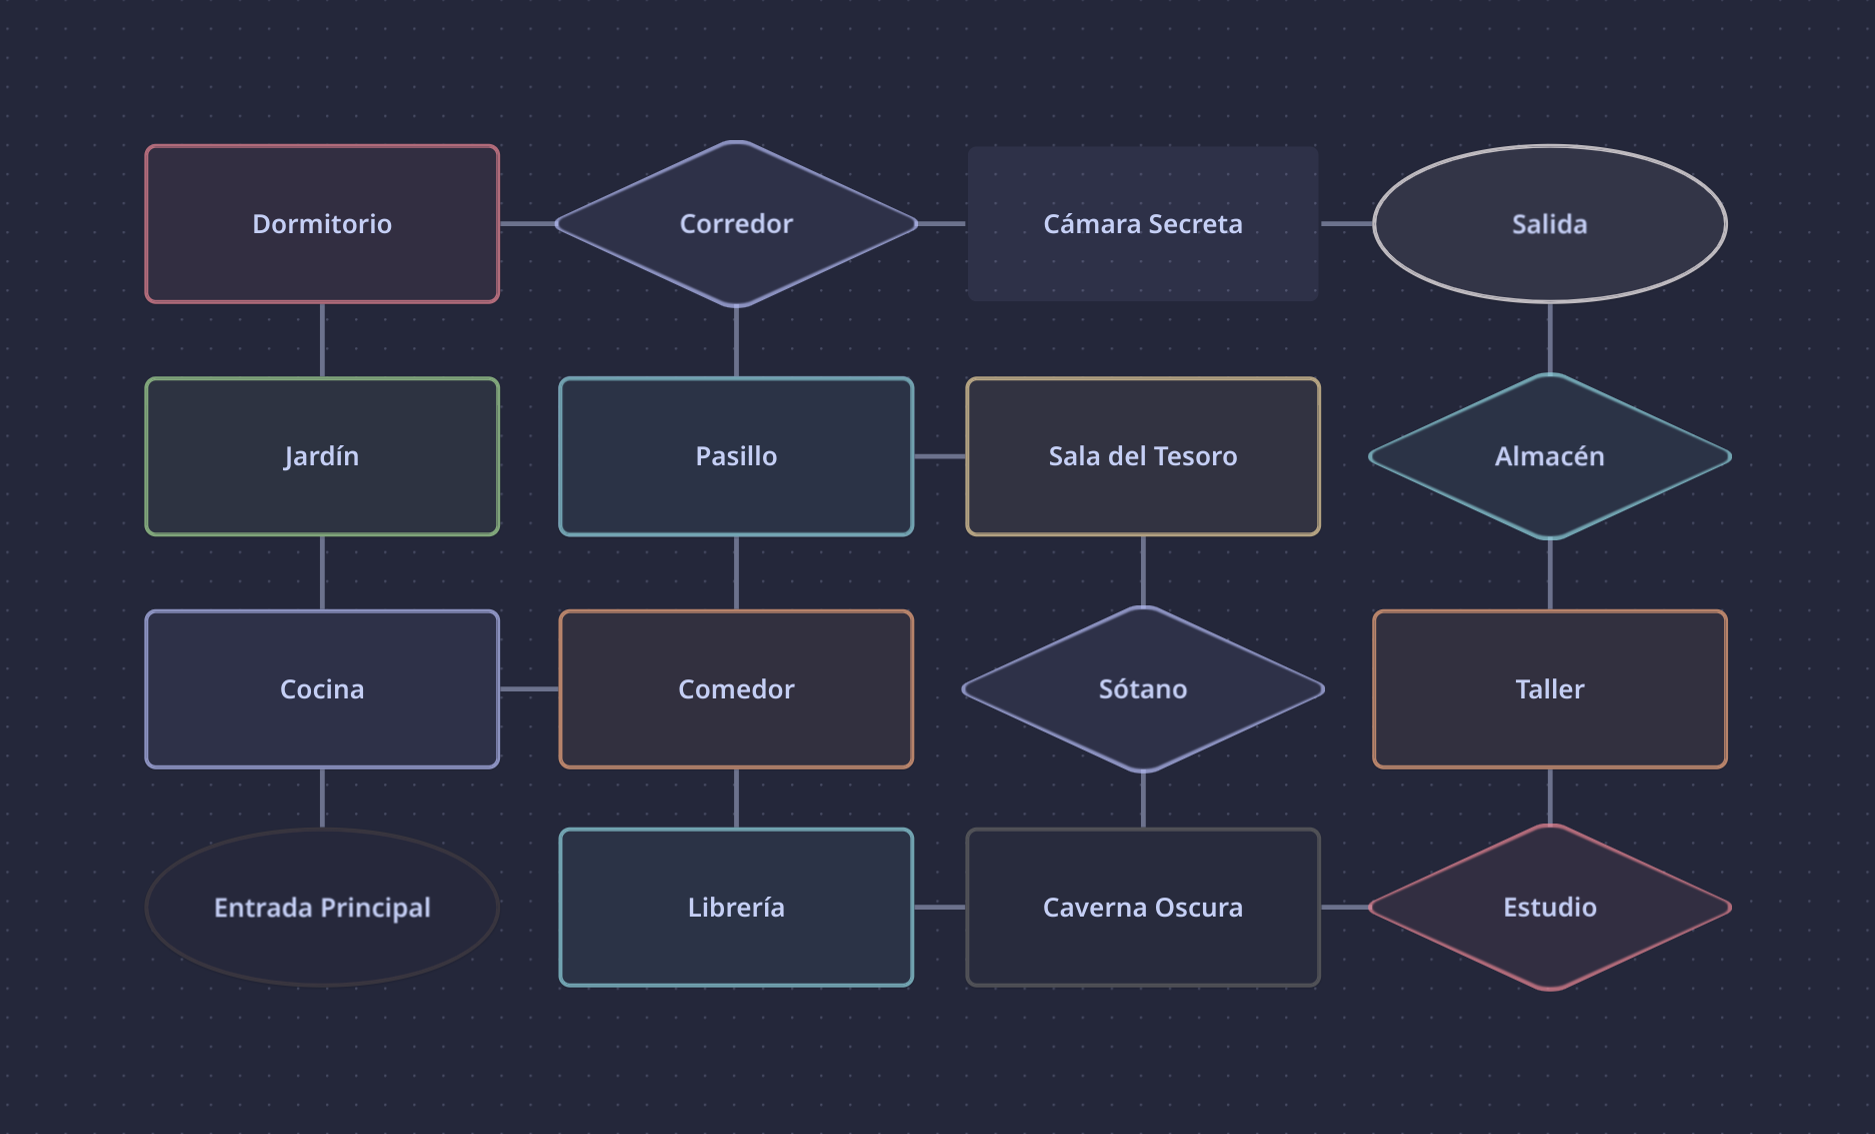 Dormitorio
Corredor
Cámara Secreta
Salida
Jardín
Pasillo
Sala del Tesoro
Almacén
Cocina
Comedor
Sótano
Taller
Entrada Principal
Librería
Caverna Oscura
Estudio